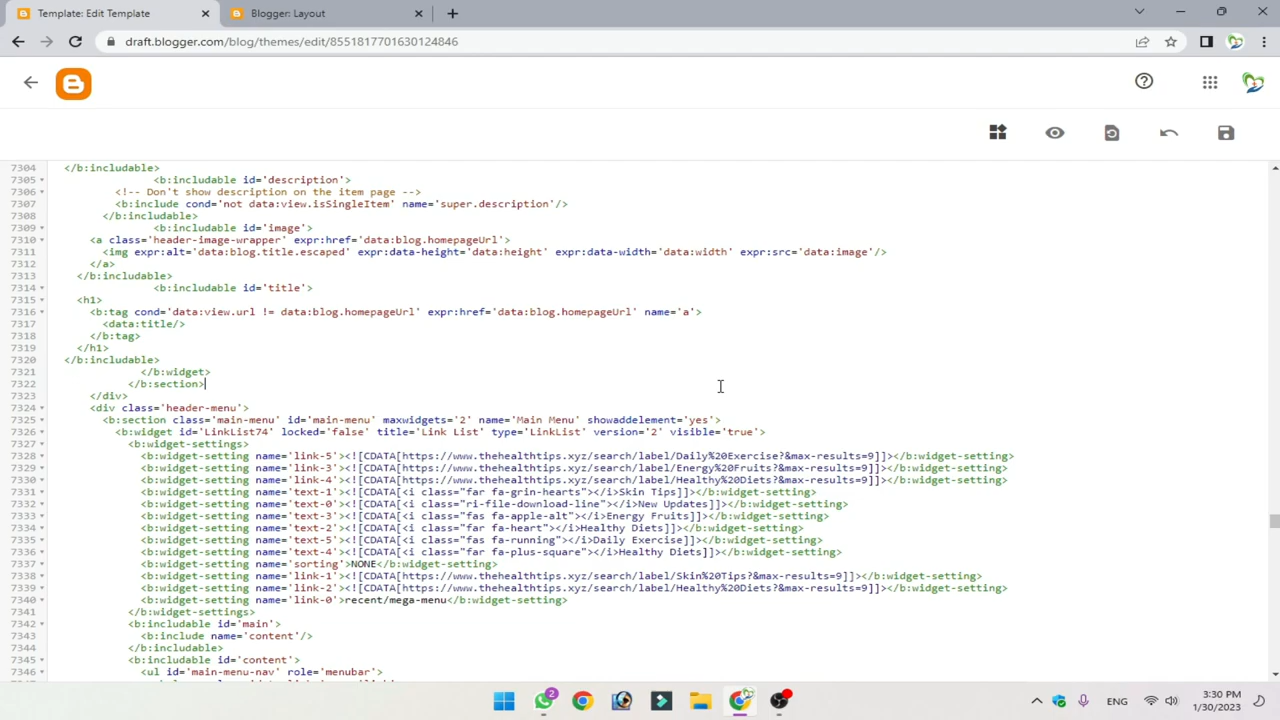 Template: Edit Template
Blogger: Layout
draft.blogger.com/blog/themes/edit/8551817701630124846
7304 </b:includable>
7305 <b:includable id='description'>
7306 <!-- Don't show description on the item page -->
7307 <b:include cond='not data:view.isSingleItem' name='super.description'/>
7308 </b:includable>
7309 <b:includable id='image'>
7310 <a class='header-image-wrapper' expr:href='data:blog.homepageUrl'>
7311 <img expr:alt='data:blog.title.escaped' expr:data-height='data:height' expr:data-width='data:width' expr:src='data:image'/>
7312 </a>
7313 </b:includable>
7314 <b:includable id='title'>
7315 <h1>
7316 <b:tag cond='data:view.url != data:blog.homepageUrl' expr:href='data:blog.homepageUrl' name='a'>
7317 <data:title/>
7318 </b:tag>
7319 </h1>
7320 </b:includable>
7321 </b:widget>
7322 </b:section>
7323 </div>
7324 <div class='header-menu'>
7325 <b:section class='main-menu' id='main-menu' maxwidgets='2' name='Main Menu' showaddelement='yes'>
7326 <b:widget id='LinkList74' locked='false' title='Link List' type='LinkList' version='2' visible='true'>
7327 <b:widget-settings>
7328 <b:widget-setting name='link-5'><![CDATA[https://www.thehealthtips.xyz/search/label/Daily%20Exercise?&max-results=9]]></b:widget-setting>
7329 <b:widget-setting name='link-3'><![CDATA[https://www.thehealthtips.xyz/search/label/Energy%20Fruits?&max-results=9]]></b:widget-setting>
7330 <b:widget-setting name='link-4'><![CDATA[https://www.thehealthtips.xyz/search/label/Healthy%20Diets?&max-results=9]]></b:widget-setting>
7331 <b:widget-setting name='text-1'><![CDATA[<i class="far fa-grin-hearts"></i>Skin Tips]]></b:widget-setting>
7332 <b:widget-setting name='text-0'><![CDATA[<i class="ri-file-download-line"></i>New Updates]]></b:widget-setting>
7333 <b:widget-setting name='text-3'><![CDATA[<i class="fas fa-apple-alt"></i>Energy Fruits]]></b:widget-setting>
7334 <b:widget-setting name='text-2'><![CDATA[<i class="far fa-heart"></i>Healthy Diets]]></b:widget-setting>
7335 <b:widget-setting name='text-5'><![CDATA[<i class="fas fa-running"></i>Daily Exercise]]></b:widget-setting>
7336 <b:widget-setting name='text-4'><![CDATA[<i class="far fa-plus-square"></i>Healthy Diets]]></b:widget-setting>
7337 <b:widget-setting name='sorting'>NONE</b:widget-setting>
7338 <b:widget-setting name='link-1'><![CDATA[https://www.thehealthtips.xyz/search/label/Skin%20Tips?&max-results=9]]></b:widget-setting>
7339 <b:widget-setting name='link-2'><![CDATA[https://www.thehealthtips.xyz/search/label/Healthy%20Diets?&max-results=9]]></b:widget-setting>
7340 <b:widget-setting name='link-0'>recent/mega-menu</b:widget-setting>
7341 </b:widget-settings>
7342 <b:includable id='main'>
7343 <b:include name='content'/>
7344 </b:includable>
7345 <b:includable id='content'>
7346 <ul id='main-menu-nav' role='menubar'>
2
ENG
3:30 PM
1/30/2023